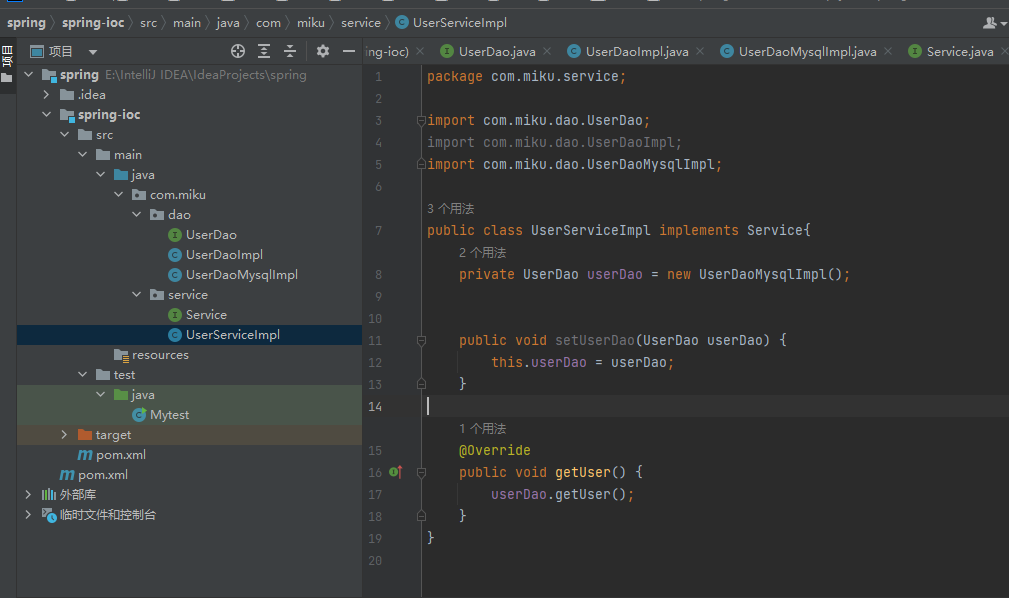 spring spring-ioc src main java com miku service UserServiceImpl
项目
项目
ng-ioc) UserDao.java UserDaoImpl.java UserDaoMysqlImpl.java Service.java
spring E:\IntelliJ IDEA\IdeaProjects\spring
.idea
spring-ioc
src
main
java
com.miku
dao
UserDao
UserDaoImpl
UserDaoMysqlImpl
service
Service
UserServiceImpl
resources
test
java
Mytest
target
pom.xml
pom.xml
外部库
临时文件和控制台
1 package com.miku.service;
2
3 import com.miku.dao.UserDao;
4 import com.miku.dao.UserDaoImpl;
5 import com.miku.dao.UserDaoMysqlImpl;
6
3 个用法
7 public class UserServiceImpl implements Service{
2 个用法
8 private UserDao userDao = new UserDaoMysqlImpl();
9
10
11 public void setUserDao(UserDao userDao) {
12 this.userDao = userDao;
13 }
14
1 个用法
15 @Override
16 public void getUser() {
17 userDao.getUser();
18 }
19 }
20